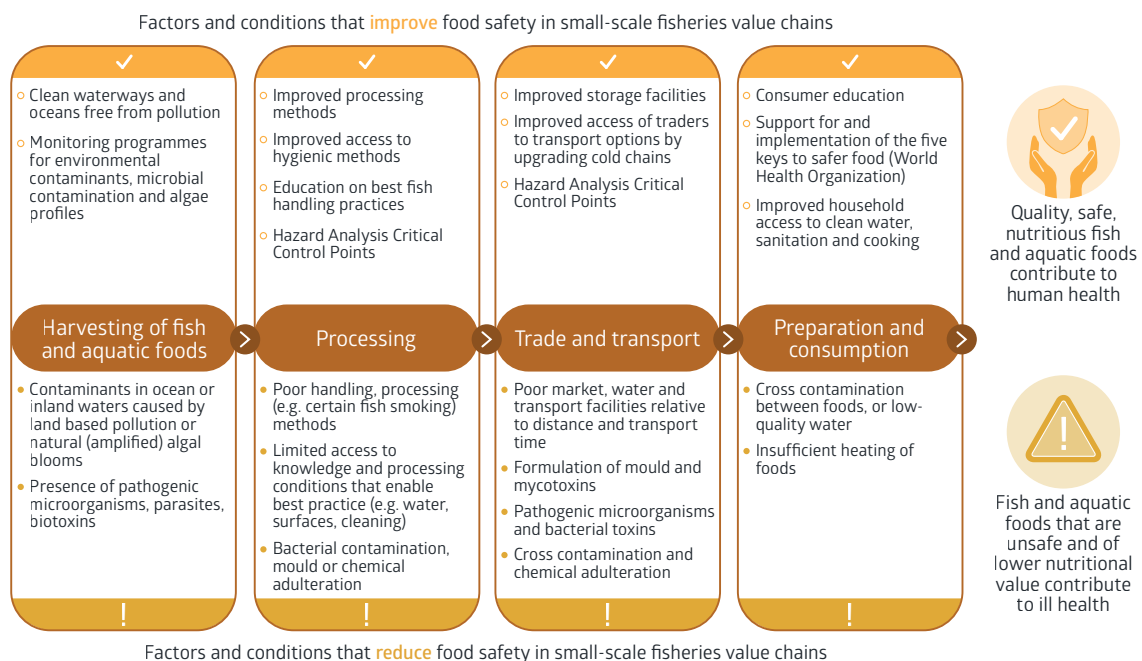 Factors and conditions that improve food safety in small-scale fisheries value chains
Clean waterways and
oceans free from pollution
Monitoring programmes
for environmental
contaminants, microbial
contamination and algae
profiles
Improved processing
methods
Improved access to
hygienic methods
Education on best fish
handling practices
Hazard Analysis Critical
Control Points
Improved storage facilities
Improved access of traders
to transport options by
upgrading cold chains
Hazard Analysis Critical
Control Points
Consumer education
Support for and
implementation of the five
keys to safer food (World
Health Organization)
Improved household
access to clean water,
sanitation and cooking
Quality, safe,
nutritious fish
and aquatic foods
contribute to
human health
Harvesting of fish
and aquatic foods
Processing
Trade and transport
Preparation and
consumption
Contaminants in ocean or
inland waters caused by
land based pollution or
natural (amplified) algal
blooms
Presence of pathogenic
microorganisms, parasites,
biotoxins
Poor handling, processing
(e.g. certain fish smoking)
methods
Limited access to
knowledge and processing
conditions that enable
best practice (e.g. water,
surfaces, cleaning)
Bacterial contamination,
mould or chemical
adulteration
Poor market, water and
transport facilities relative
to distance and transport
time
Formulation of mould and
mycotoxins
Pathogenic microorganisms
and bacterial toxins
Cross contamination and
chemical adulteration
Cross contamination
between foods, or low-
quality water
Insufficient heating of
foods
Fish and aquatic
foods that are
unsafe and of
lower nutritional
value contribute
to ill health
Factors and conditions that reduce food safety in small-scale fisheries value chains